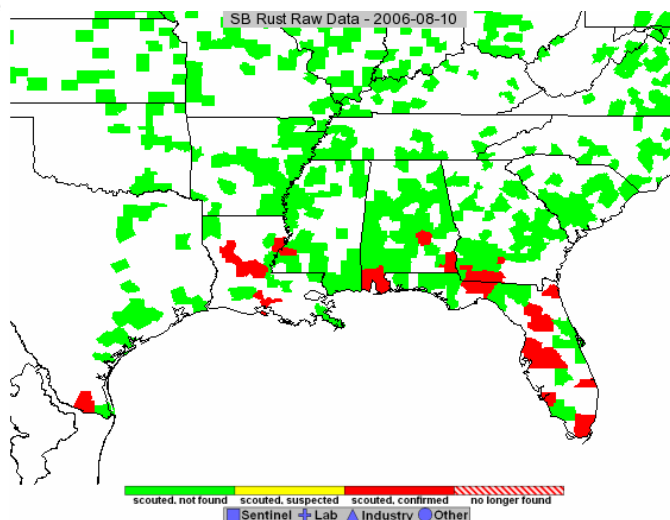 SB Rust Raw Data - 2006-08-10
scouted, not found scouted, suspected scouted, confirmed no longer found
Sentinel Lab Industry Other